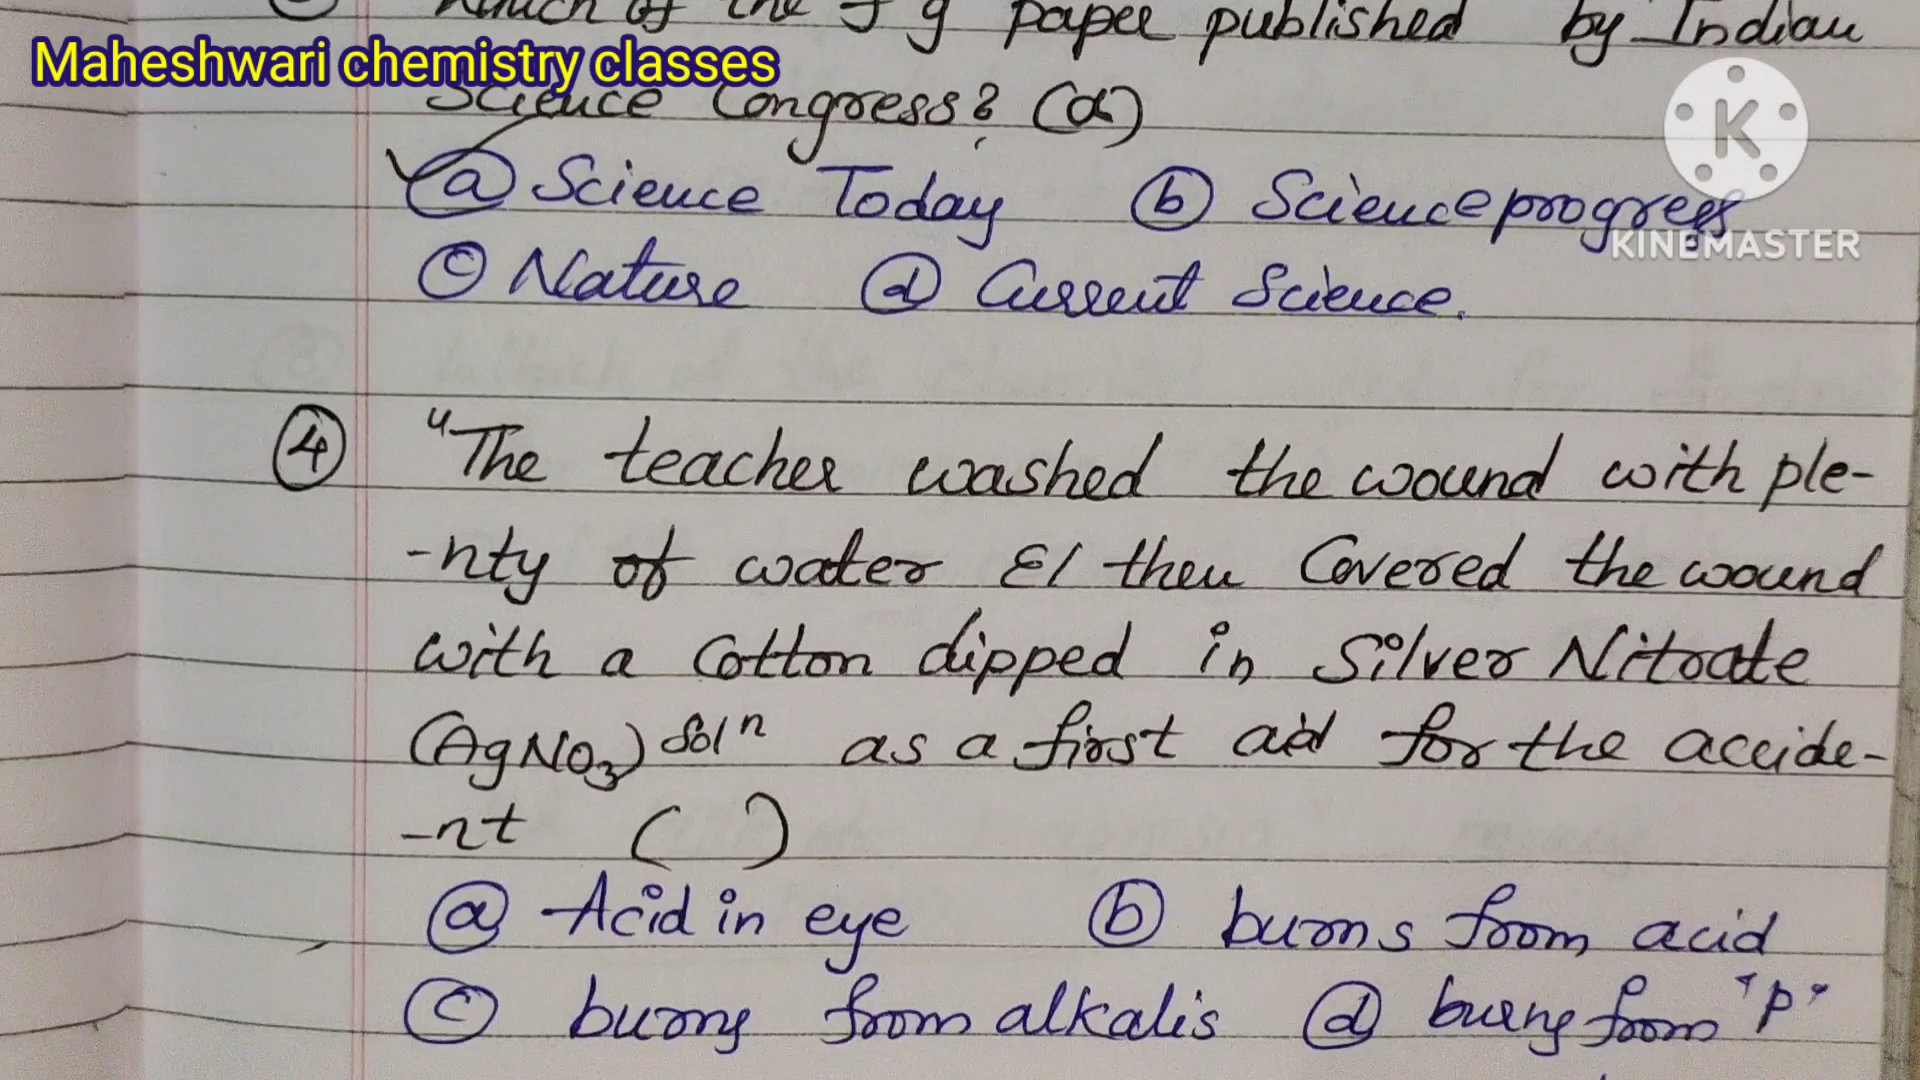 Which of the f g paper published by Indian
Maheshwari chemistry classes
Science Congress? (a)
(a) Science Today (b) Science progress
KINEMASTER
(c) Nature (d) Current Science.
(4) "The teacher washed the wound with ple-
-nty of water & then Covered the wound
with a Cotton dipped in Silver Nitrate
(AgNO3) solⁿ as a first aid for the accide-
-nt ( )
(a) Acid in eye (b) burns from acid
(c) burns from alkalis (d) burns from "P"